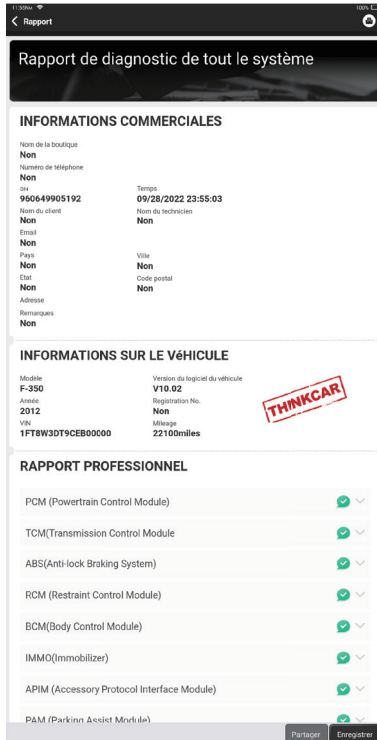 11:56PM
100%
Rapport
Rapport de diagnostic de tout le système
INFORMATIONS COMMERCIALES
Nom de la boutique
Non
Numéro de téléphone
Non
SN Temps
960649905192 09/28/2022 23:55:03
Nom du client Nom du technicien
Non Non
Email
Non
Pays Ville
Non Non
Etat Code postal
Non Non
Adresse
Remarques
Non
INFORMATIONS SUR LE VéHICULE
Modèle Version du logiciel du véhicule
F-350 V10.02
Année Registration No.
2012 Non
VIN Mileage
1FT8W3DT9CEB00000 22100miles
THINKCAR
RAPPORT PROFESSIONNEL
PCM (Powertrain Control Module)
TCM(Transmission Control Module
ABS(Anti-lock Braking System)
RCM (Restraint Control Module)
BCM(Body Control Module)
IMMO(Immobilizer)
APIM (Accessory Protocol Interface Module)
PAM (Parking Assist Module)
Partager Enregistrer